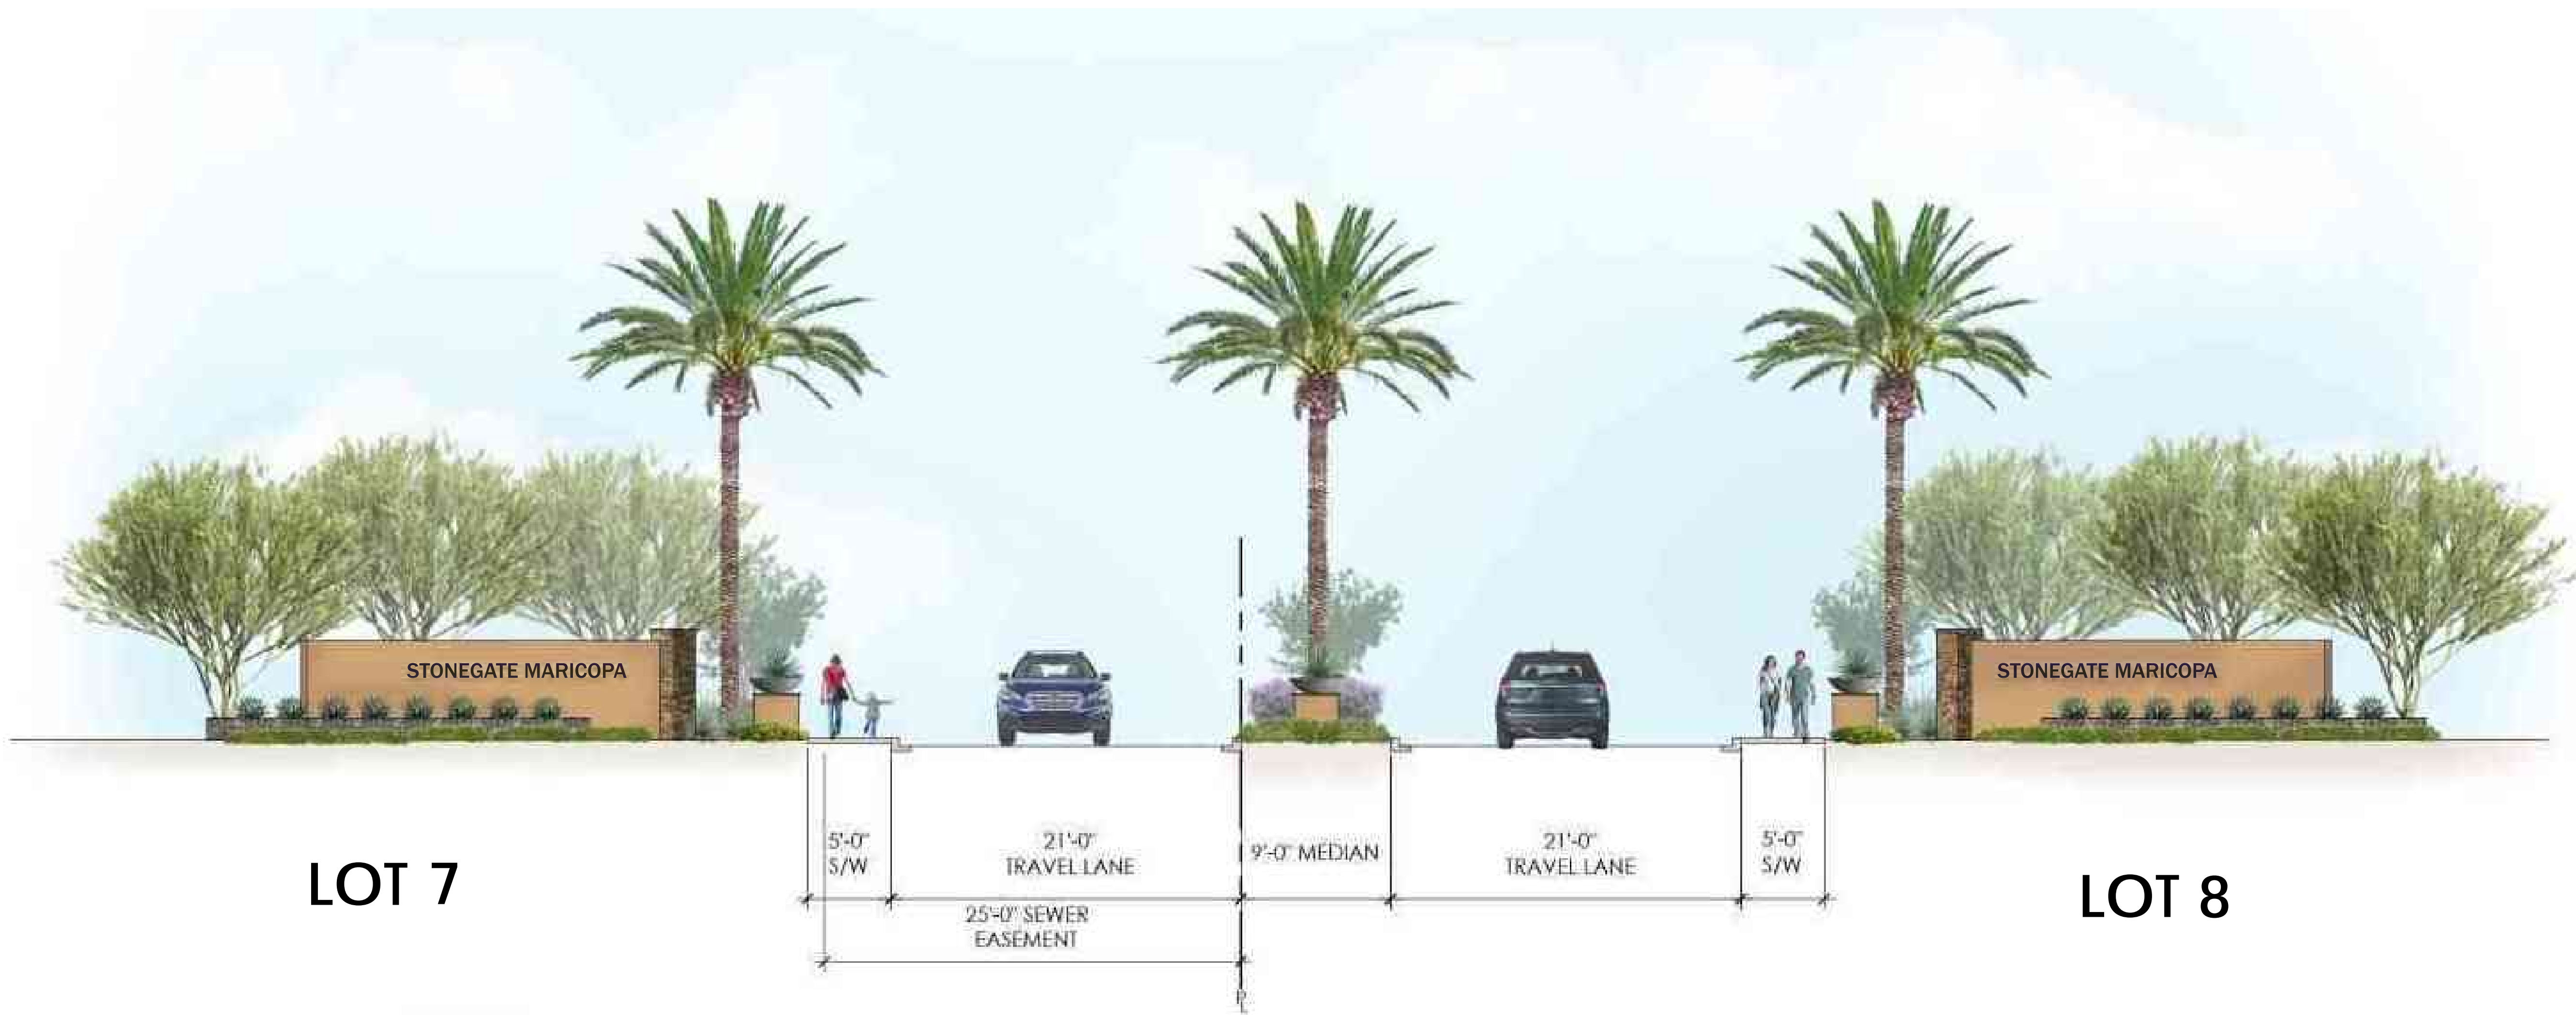 STONEGATE MARICOPA
STONEGATE MARICOPA
5'-0"
S/W
21'-0"
TRAVEL LANE
9'-0" MEDIAN
21'-0"
TRAVEL LANE
5'-0"
S/W
LOT 7
LOT 8
25'-0" SEWER
EASEMENT
PL